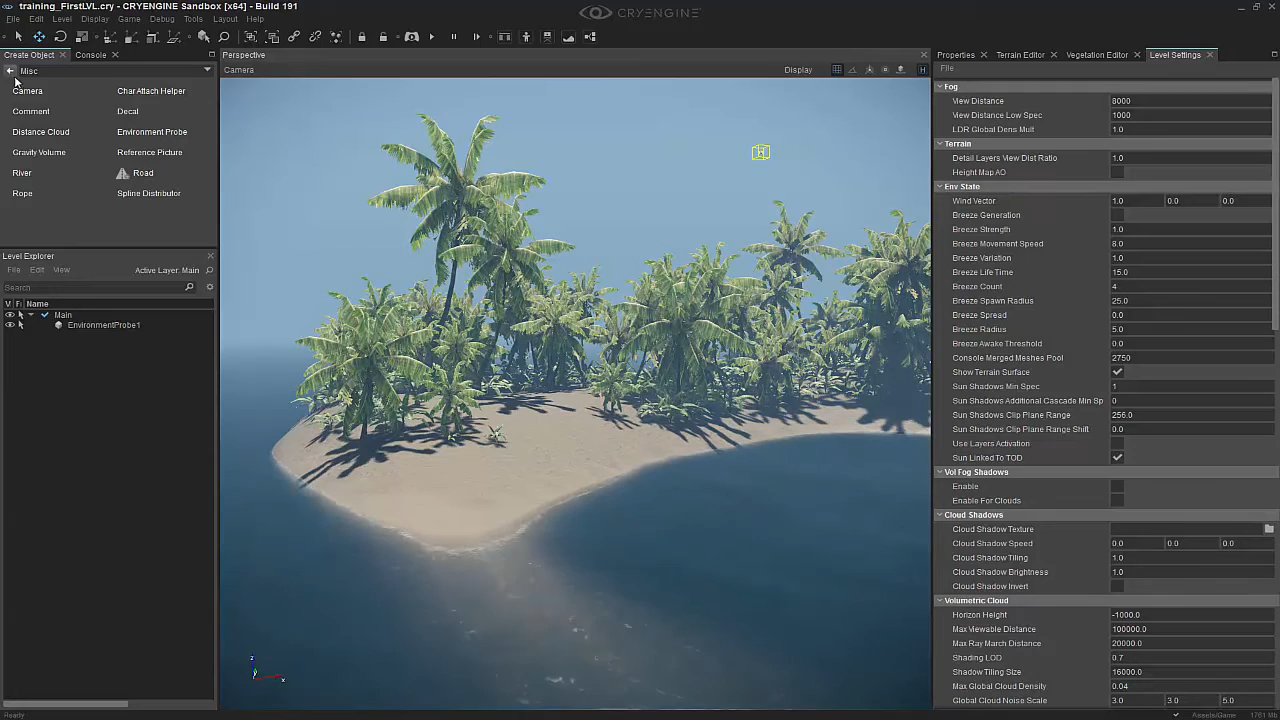 training_FirstLVL.cry - CRYENGINE Sandbox [x64] - Build 191
CRYENGINE
File Edit Level Display Game Debug Tools Layout Help
Create Object Console
Misc
Camera CharAttach Helper
Comment Decal
Distance Cloud Environment Probe
Gravity Volume Reference Picture
River Road
Rope Spline Distributor
Level Explorer
File Edit View Active Layer: Main
Search
V Fr Name
Main
EnvironmentProbe1
Perspective
Camera Display
H
z
y
x
Properties Terrain Editor Vegetation Editor Level Settings
File
Fog
View Distance 8000
View Distance Low Spec 1000
LDR Global Dens Mult 1.0
Terrain
Detail Layers View Dist Ratio 1.0
Height Map AO
Env State
Wind Vector 1.0 0.0 0.0
Breeze Generation
Breeze Strength 1.0
Breeze Movement Speed 8.0
Breeze Variation 1.0
Breeze Life Time 15.0
Breeze Count 4
Breeze Spawn Radius 25.0
Breeze Spread 0.0
Breeze Radius 5.0
Breeze Awake Threshold 0.0
Console Merged Meshes Pool 2750
Show Terrain Surface
Sun Shadows Min Spec 1
Sun Shadows Additional Cascade Min Sp 0
Sun Shadows Clip Plane Range 256.0
Sun Shadows Clip Plane Range Shift 0.0
Use Layers Activation
Sun Linked To TOD
Vol Fog Shadows
Enable
Enable For Clouds
Cloud Shadows
Cloud Shadow Texture
Cloud Shadow Speed 0.0 0.0 0.0
Cloud Shadow Tiling 1.0
Cloud Shadow Brightness 1.0
Cloud Shadow Invert
Volumetric Cloud
Horizon Height -1000.0
Max Viewable Distance 100000.0
Max Ray March Distance 20000.0
Shading LOD 0.7
Shadow Tiling Size 16000.0
Max Global Cloud Density 0.04
Global Cloud Noise Scale 3.0 3.0 5.0
Ready Assets/Game 1761 Mb